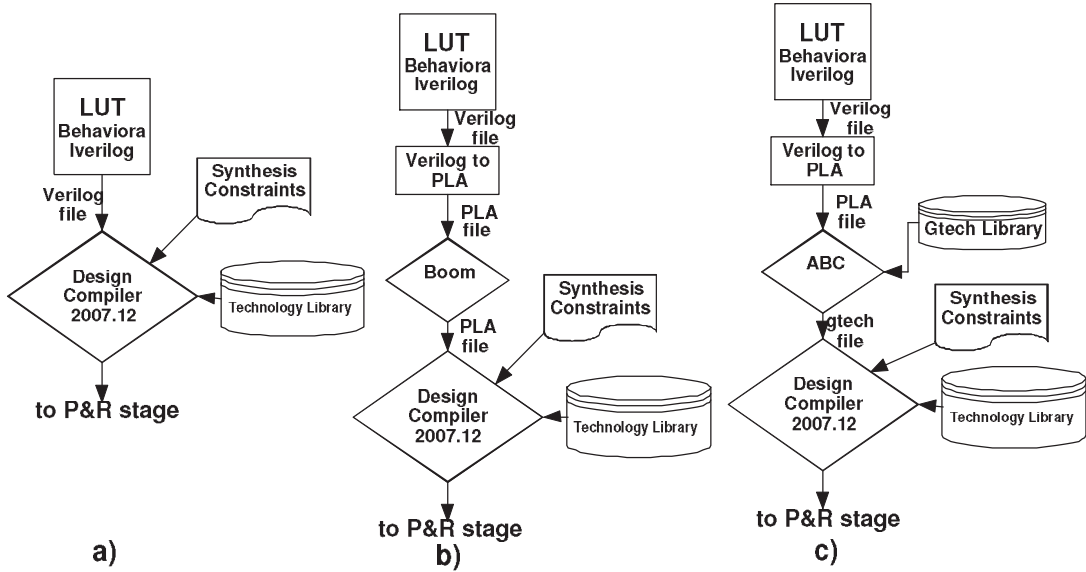 LUT
Behaviora
lverilog
Verilog
file
Synthesis
Constraints
Design
Compiler
2007.12
Technology Library
to P&R stage
a)
LUT
Behaviora
lverilog
Verilog
file
Verilog to
PLA
PLA
file
Boom
PLA
file
Synthesis
Constraints
Design
Compiler
2007.12
Technology Library
to P&R stage
b)
LUT
Behaviora
lverilog
Verilog
file
Verilog to
PLA
PLA
file
Gtech Library
ABC
gtech
file
Synthesis
Constraints
Design
Compiler
2007.12
Technology Library
to P&R stage
c)